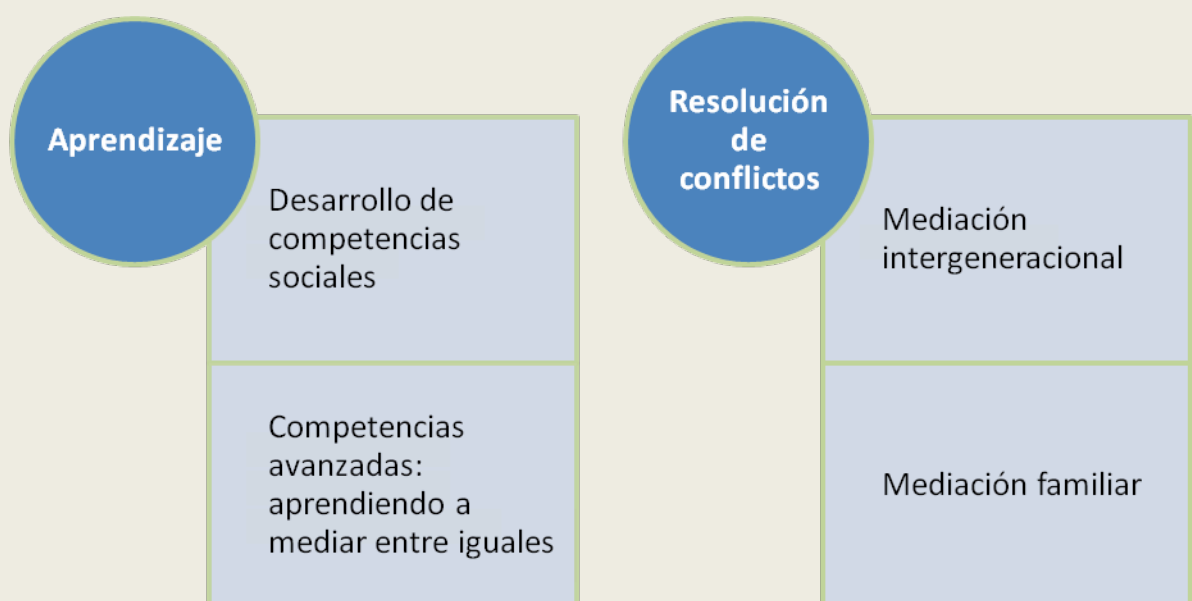 Aprendizaje
Desarrollo de
competencias
sociales
Competencias
avanzadas:
aprendiendo a
mediar entre iguales
Resolución
de
conflictos
Mediación
intergeneracional
Mediación familiar